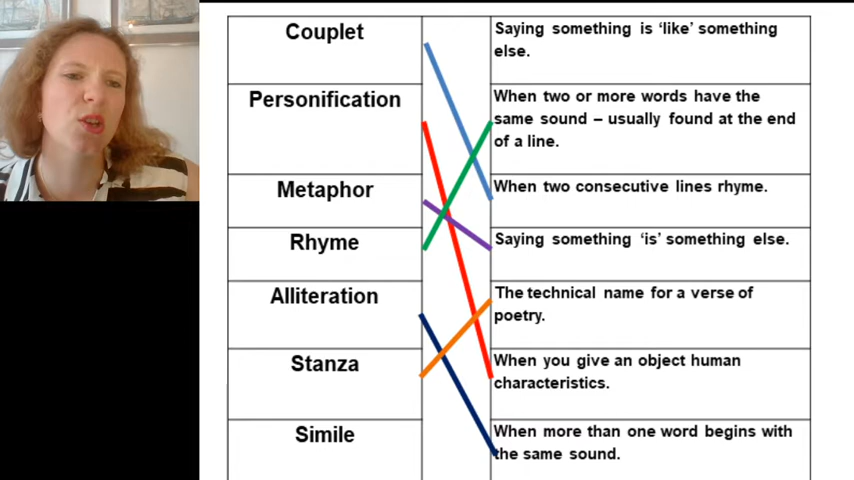 Couplet
Saying something is ‘like’ something
else.
Personification
When two or more words have the
same sound – usually found at the end
of a line.
Metaphor
When two consecutive lines rhyme.
Rhyme
Saying something ‘is’ something else.
Alliteration
The technical name for a verse of
poetry.
Stanza
When you give an object human
characteristics.
Simile
When more than one word begins with
the same sound.